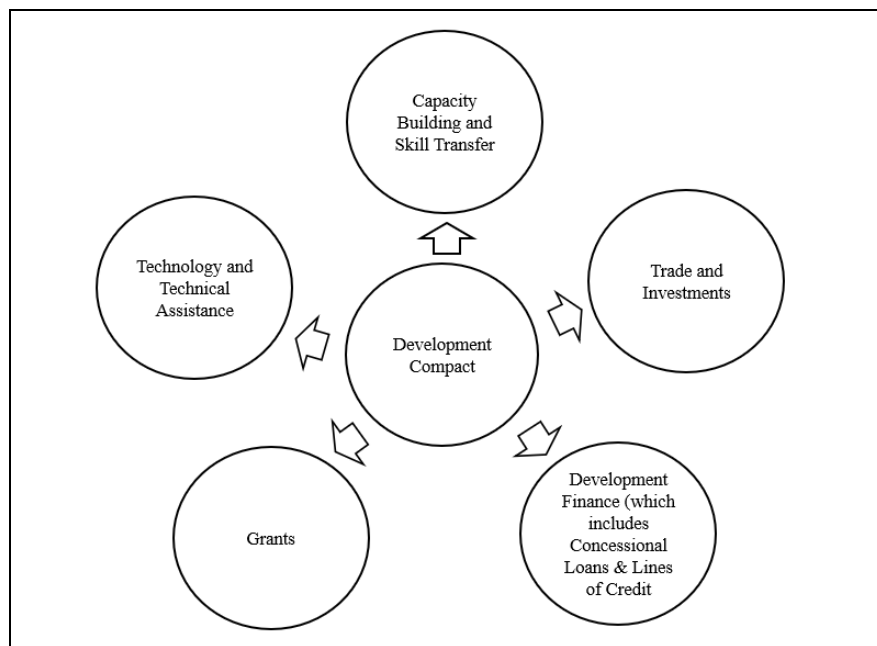 Capacity
Building and
Skill Transfer
Technology and
Technical
Assistance
Trade and
Investments
Development
Compact
Grants
Development
Finance (which
includes
Concessional
Loans & Lines
of Credit